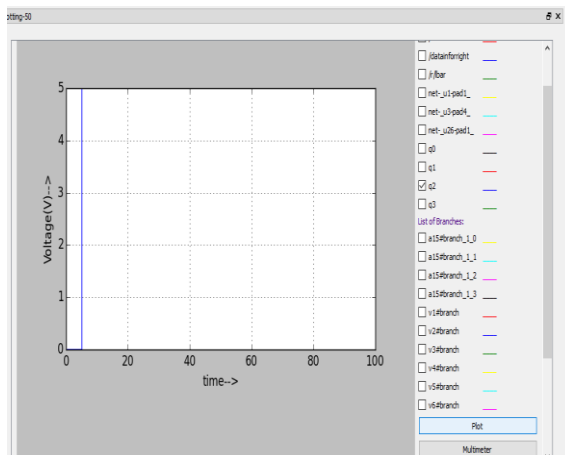 otting-50
5
4
3
2
1
0
Voltage(V)-->
0 20 40 60 80 100
time-->
/datainforright
/r/lbar
net-_u1-pad1_
net-_u3-pad4_
net-_u26-pad1_
q0
q1
q2
q3
List of Branches:
a15#branch_1_0
a15#branch_1_1
a15#branch_1_2
a15#branch_1_3
v1#branch
v2#branch
v3#branch
v4#branch
v5#branch
v6#branch
Plot
Multimeter